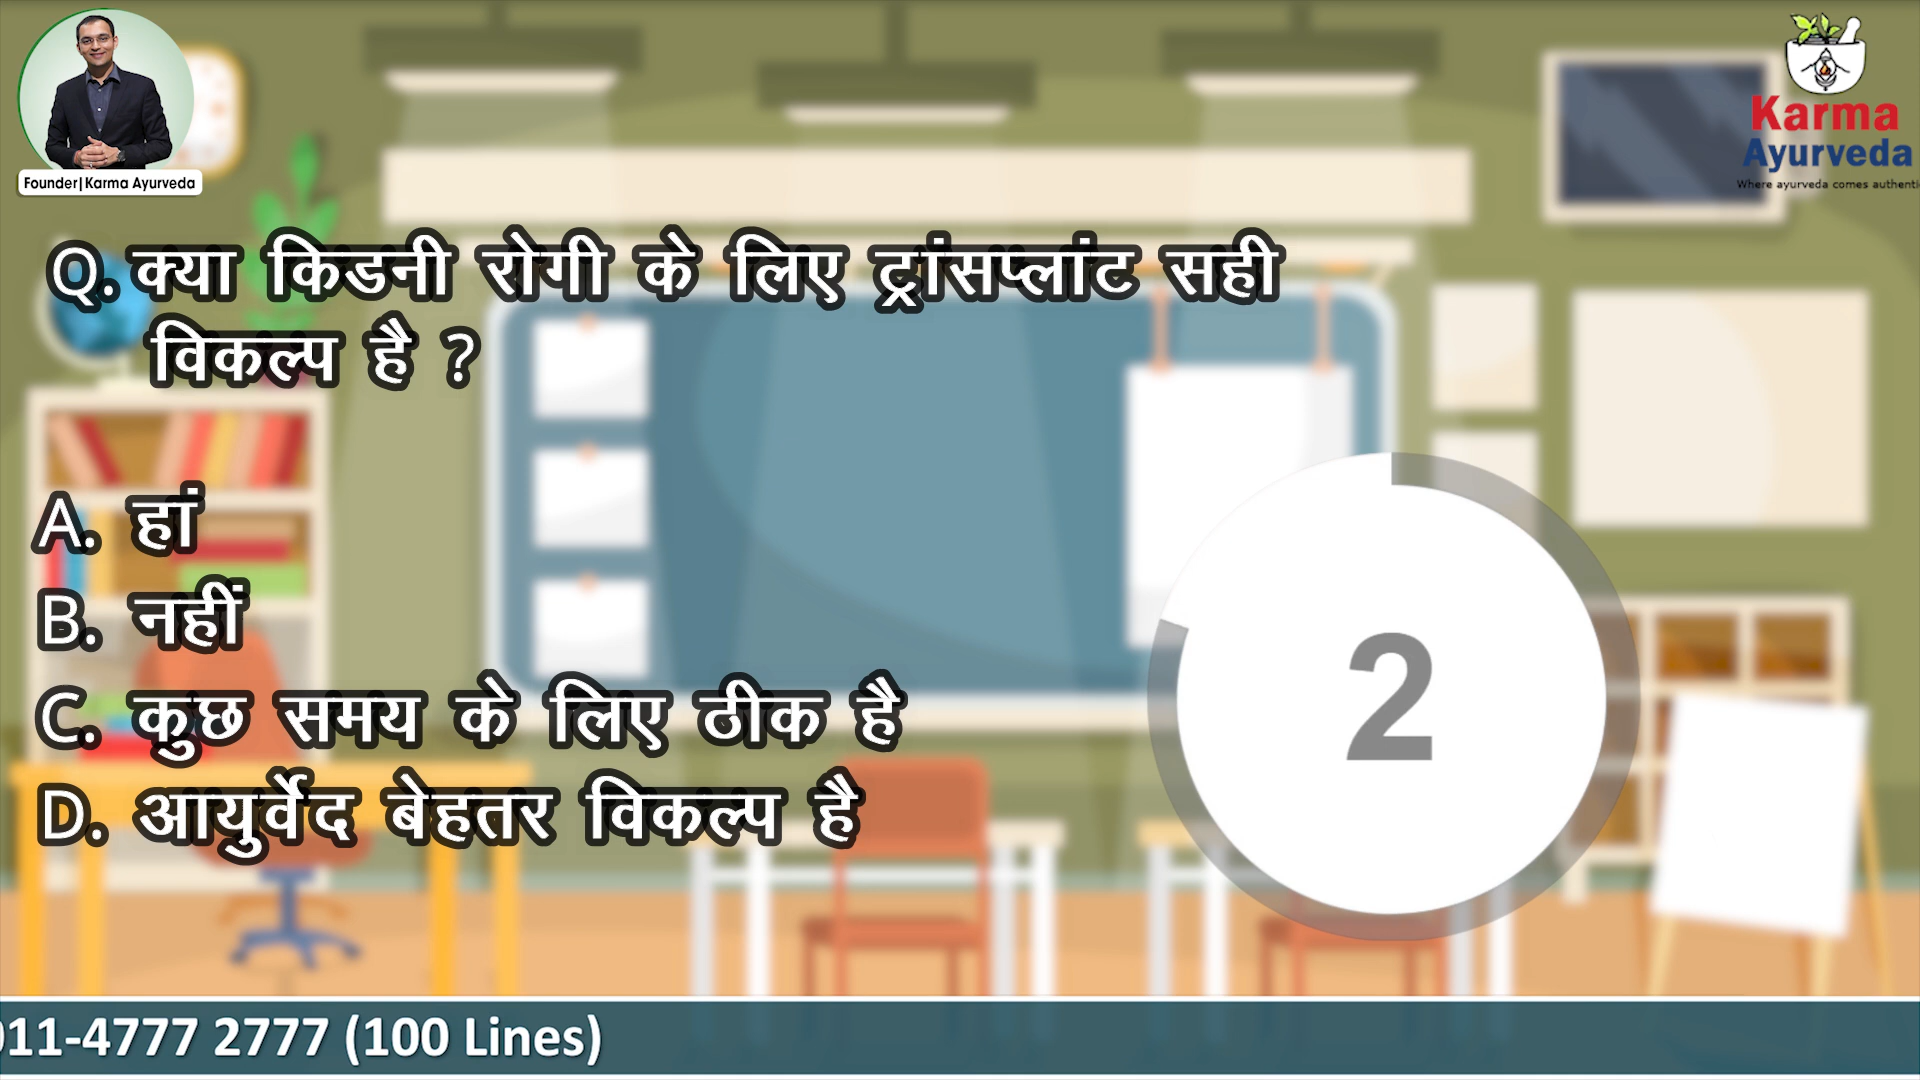 Founder|Karma Ayurveda
Karma
Ayurveda
Where ayurveda comes authenti
Q. क्या किडनी रोगी के लिए ट्रांसप्लांट सही
विकल्प है ?
A. हां
B. नहीं
C. कुछ समय के लिए ठीक है
D. आयुर्वेद बेहतर विकल्प है
2
011-4777 2777 (100 Lines)